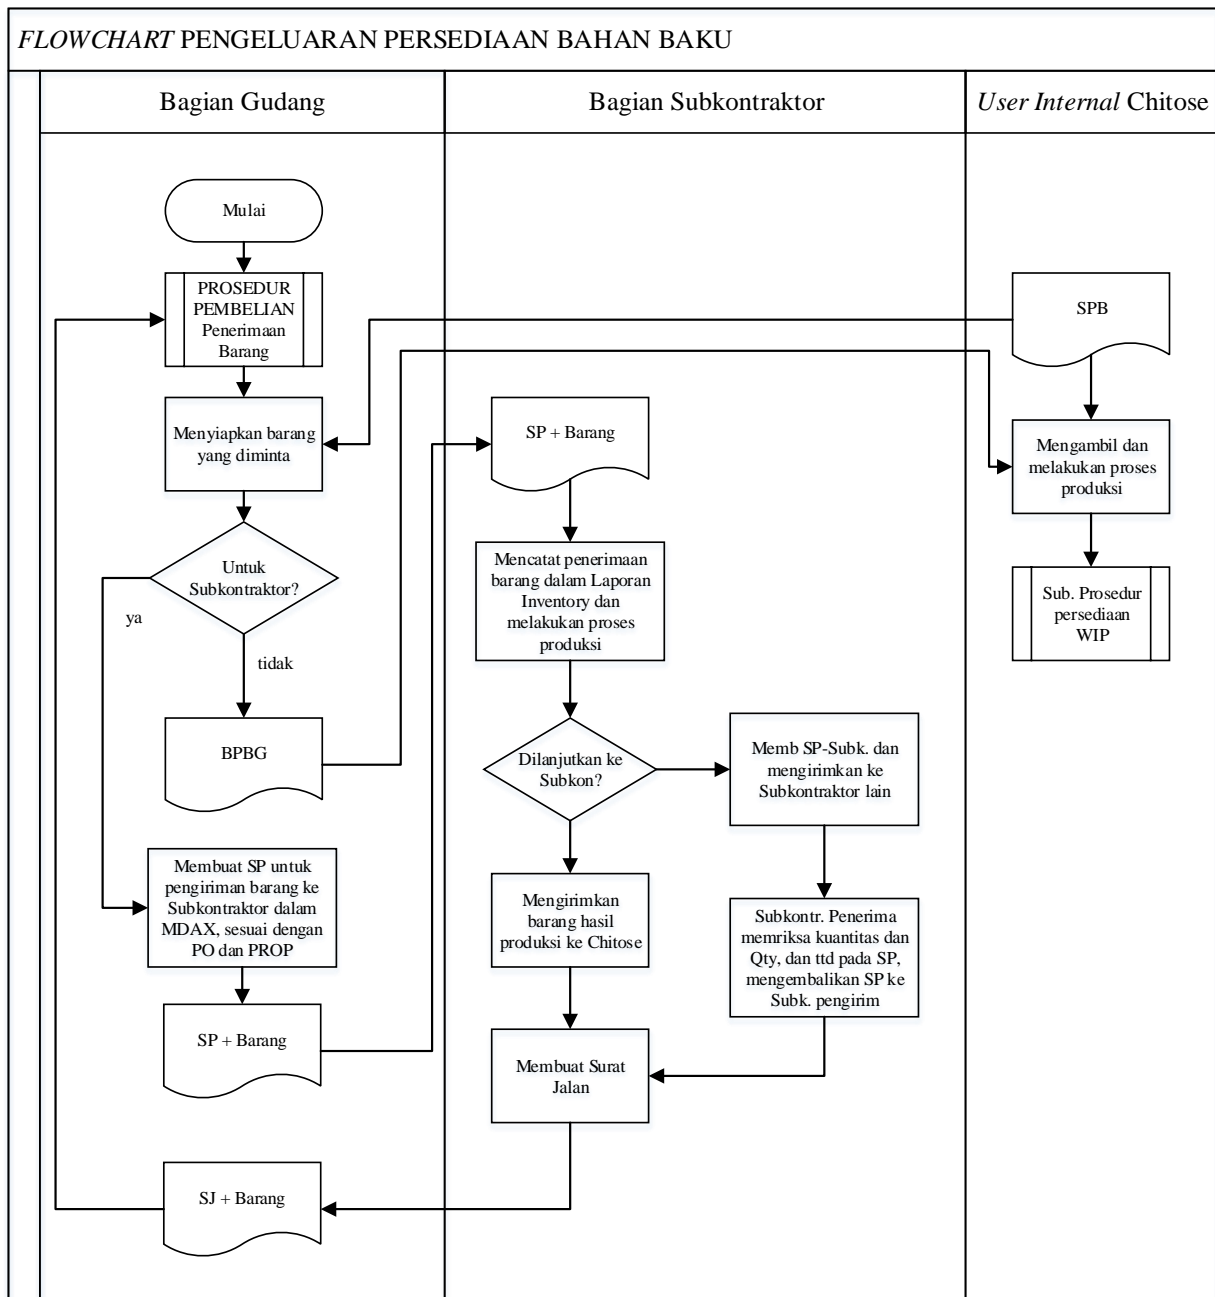 FLOWCHART PENGELUARAN PERSEDIAAN BAHAN BAKU
Bagian Gudang
Bagian Subkontraktor
User Internal Chitose
Mulai
PROSEDUR
PEMBELIAN
Penerimaan
Barang
Menyiapkan barang
yang diminta
Untuk
Subkontraktor?
ya
tidak
BPBG
Membuat SP untuk
pengiriman barang ke
Subkontraktor dalam
MDAX, sesuai dengan
PO dan PROP
SP + Barang
SJ + Barang
SP + Barang
Mencatat penerimaan
barang dalam Laporan
Inventory dan
melakukan proses
produksi
Dilanjutkan ke
Subkon?
Memb SP-Subk. dan
mengirimkan ke
Subkontraktor lain
Mengirimkan
barang hasil
produksi ke Chitose
Subkontr. Penerima
memriksa kuantitas dan
Qty, dan ttd pada SP,
mengembalikan SP ke
Subk. pengirim
Membuat Surat
Jalan
SPB
Mengambil dan
melakukan proses
produksi
Sub. Prosedur
persediaan
WIP